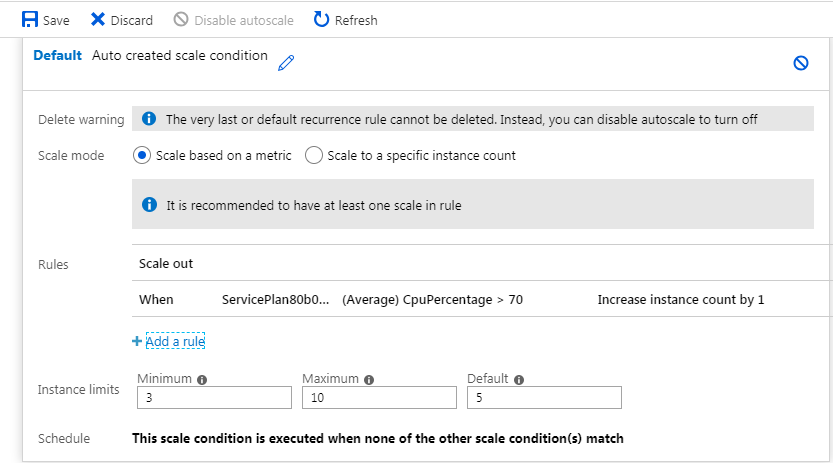 Save Discard Disable autoscale Refresh
Default Auto created scale condition
Delete warning The very last or default recurrence rule cannot be deleted. Instead, you can disable autoscale to turn off
Scale mode Scale based on a metric Scale to a specific instance count
It is recommended to have at least one scale in rule
Rules Scale out
When ServicePlan80b0... (Average) CpuPercentage > 70 Increase instance count by 1
+ Add a rule
Minimum Maximum Default
Instance limits 3 10 5
Schedule This scale condition is executed when none of the other scale condition(s) match